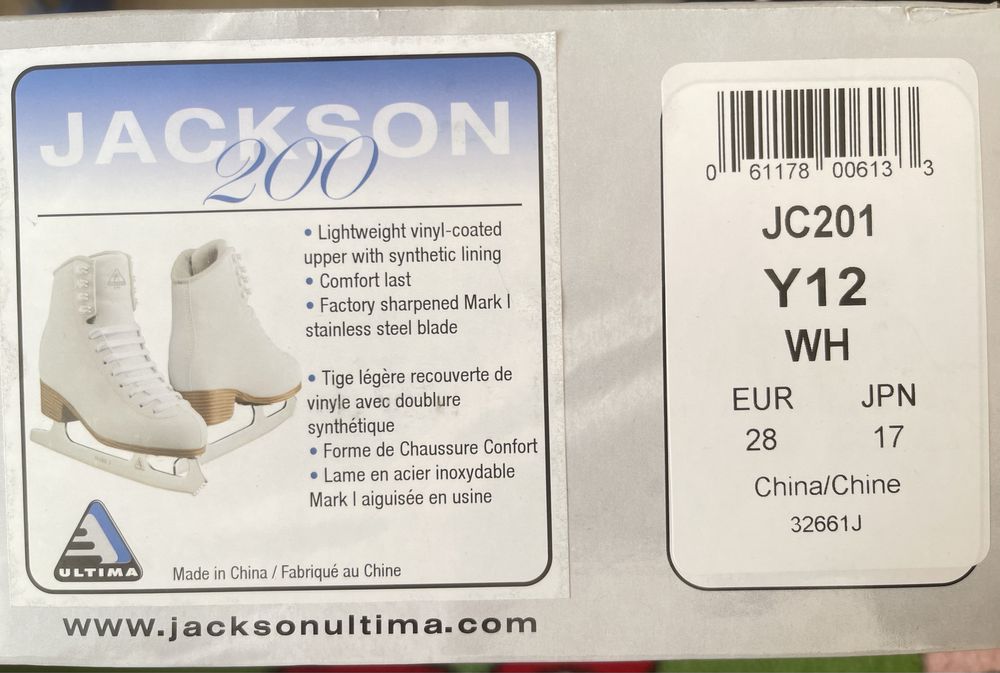 JACKSON
200
• Lightweight vinyl-coated
upper with synthetic lining
• Comfort last
• Factory sharpened Mark I
stainless steel blade
• Tige légère recouverte de
vinyle avec doublure
synthétique
• Forme de Chaussure Confort
• Lame en acier inoxydable
Mark I aiguisée en usine
ULTIMA
Made in China / Fabriqué au Chine
www.jacksonultima.com
0 61178 00613 3
JC201
Y12
WH
EUR JPN
28 17
China/Chine
32661J